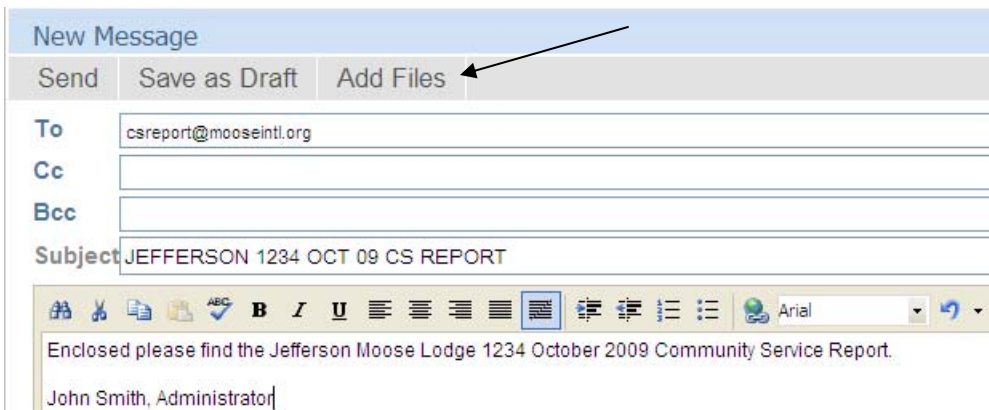 New Message
Send Save as Draft Add Files
To csreport@mooseintl.org
Cc
Bcc
Subject JEFFERSON 1234 OCT 09 CS REPORT
ABC B I U Arial
Enclosed please find the Jefferson Moose Lodge 1234 October 2009 Community Service Report.
John Smith, Administrator